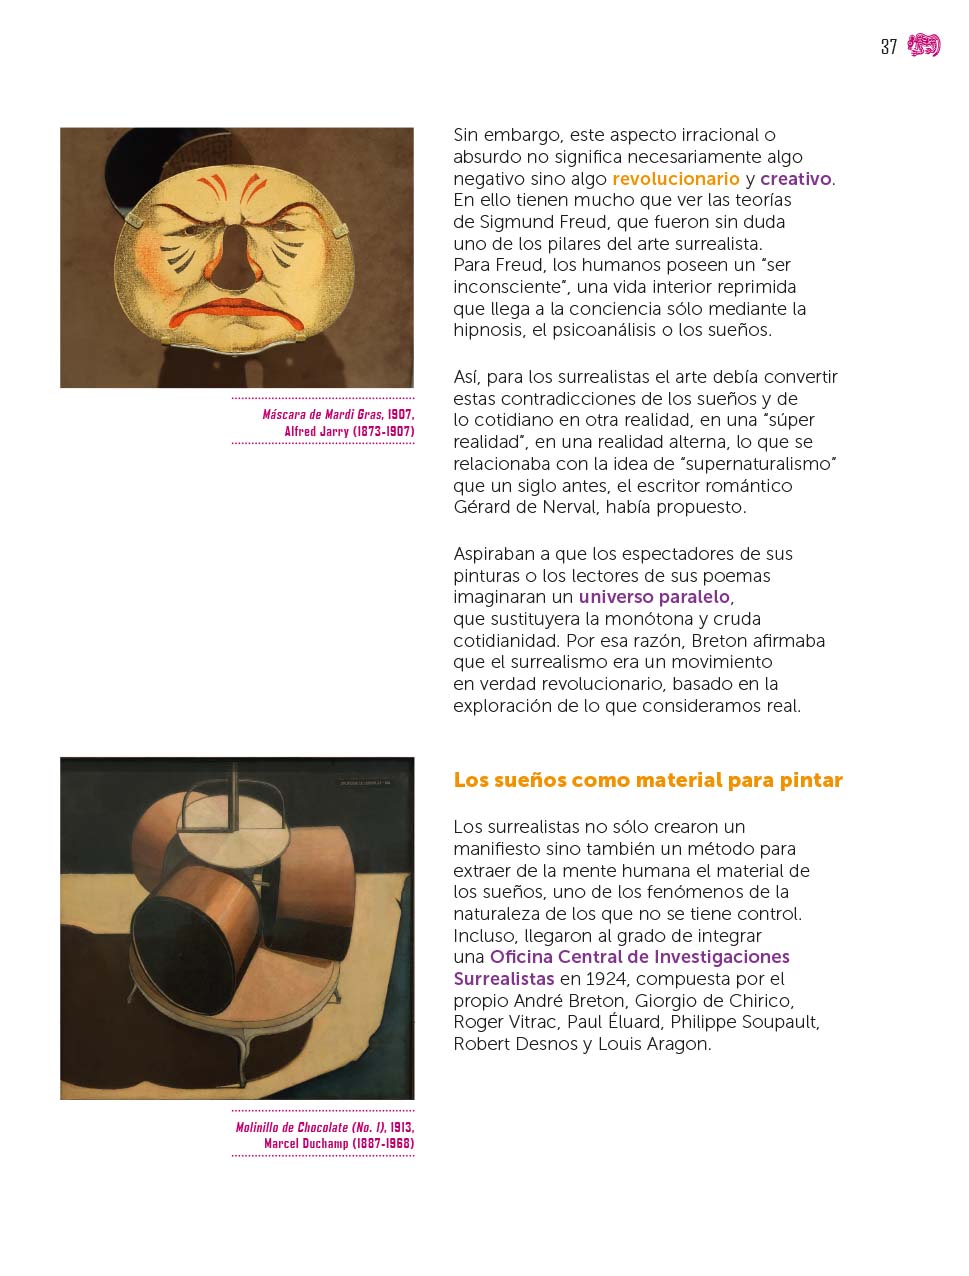 37
Sin embargo, este aspecto irracional o
absurdo no significa necesariamente algo
negativo sino algo revolucionario y creativo.
En ello tienen mucho que ver las teorías
de Sigmund Freud, que fueron sin duda
uno de los pilares del arte surrealista.
Para Freud, los humanos poseen un “ser
inconsciente”, una vida interior reprimida
que llega a la conciencia sólo mediante la
hipnosis, el psicoanálisis o los sueños.
Máscara de Mardi Gras, 1907,
Alfred Jarry (1873-1907)
Así, para los surrealistas el arte debía convertir
estas contradicciones de los sueños y de
lo cotidiano en otra realidad, en una “súper
realidad”, en una realidad alterna, lo que se
relacionaba con la idea de “supernaturalismo”
que un siglo antes, el escritor romántico
Gérard de Nerval, había propuesto.
Aspiraban a que los espectadores de sus
pinturas o los lectores de sus poemas
imaginaran un universo paralelo,
que sustituyera la monótona y cruda
cotidianidad. Por esa razón, Breton afirmaba
que el surrealismo era un movimiento
en verdad revolucionario, basado en la
exploración de lo que consideramos real.
Los sueños como material para pintar
Los surrealistas no sólo crearon un
manifiesto sino también un método para
extraer de la mente humana el material de
los sueños, uno de los fenómenos de la
naturaleza de los que no se tiene control.
Incluso, llegaron al grado de integrar
una Oficina Central de Investigaciones
Surrealistas en 1924, compuesta por el
propio André Breton, Giorgio de Chirico,
Roger Vitrac, Paul Éluard, Philippe Soupault,
Robert Desnos y Louis Aragon.
Molinillo de Chocolate (No. 1), 1913,
Marcel Duchamp (1887-1968)